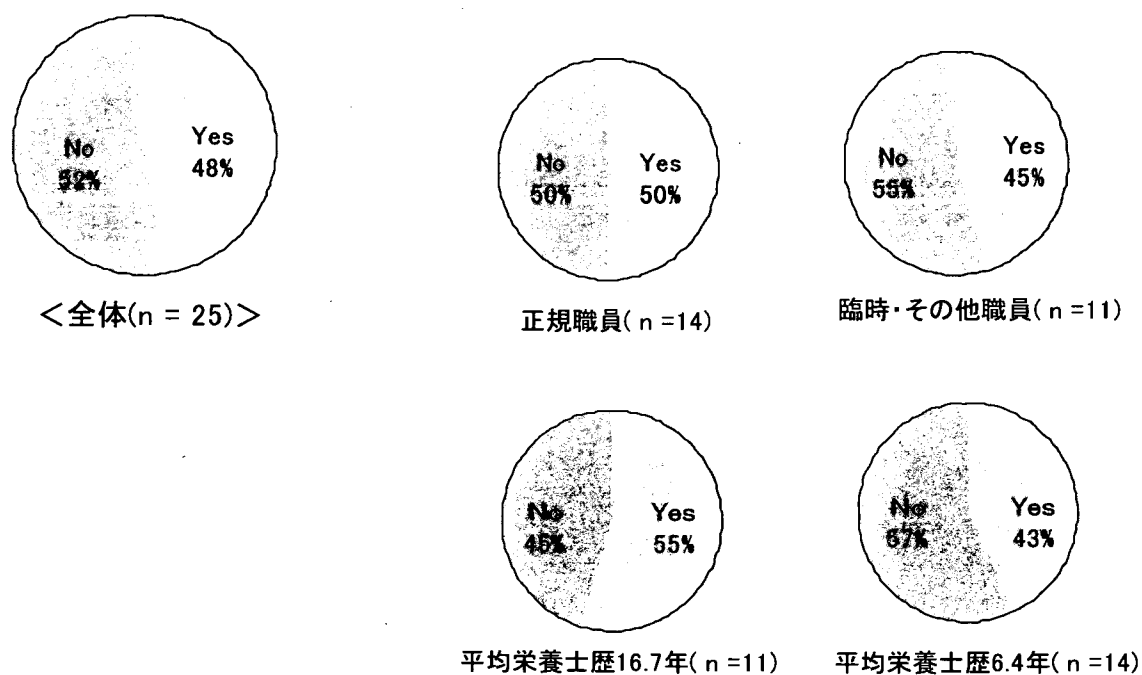 No
52%
Yes
48%
<全体(n = 25)>
No
50%
Yes
50%
正規職員( n =14)
No
55%
Yes
45%
臨時・その他職員( n =11)
No
45%
Yes
55%
平均栄養士歴16.7年( n =11)
No
57%
Yes
43%
平均栄養士歴6.4年( n =14)